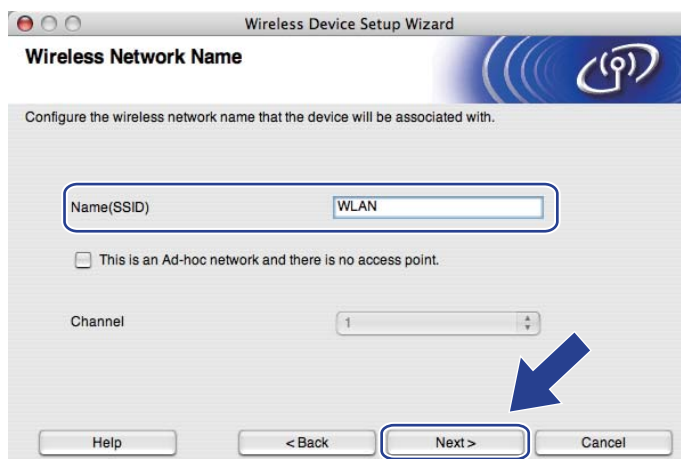 Wireless Device Setup Wizard
Wireless Network Name
Configure the wireless network name that the device will be associated with.
Name(SSID) WLAN
This is an Ad-hoc network and there is no access point.
Channel 1
Help < Back Next > Cancel